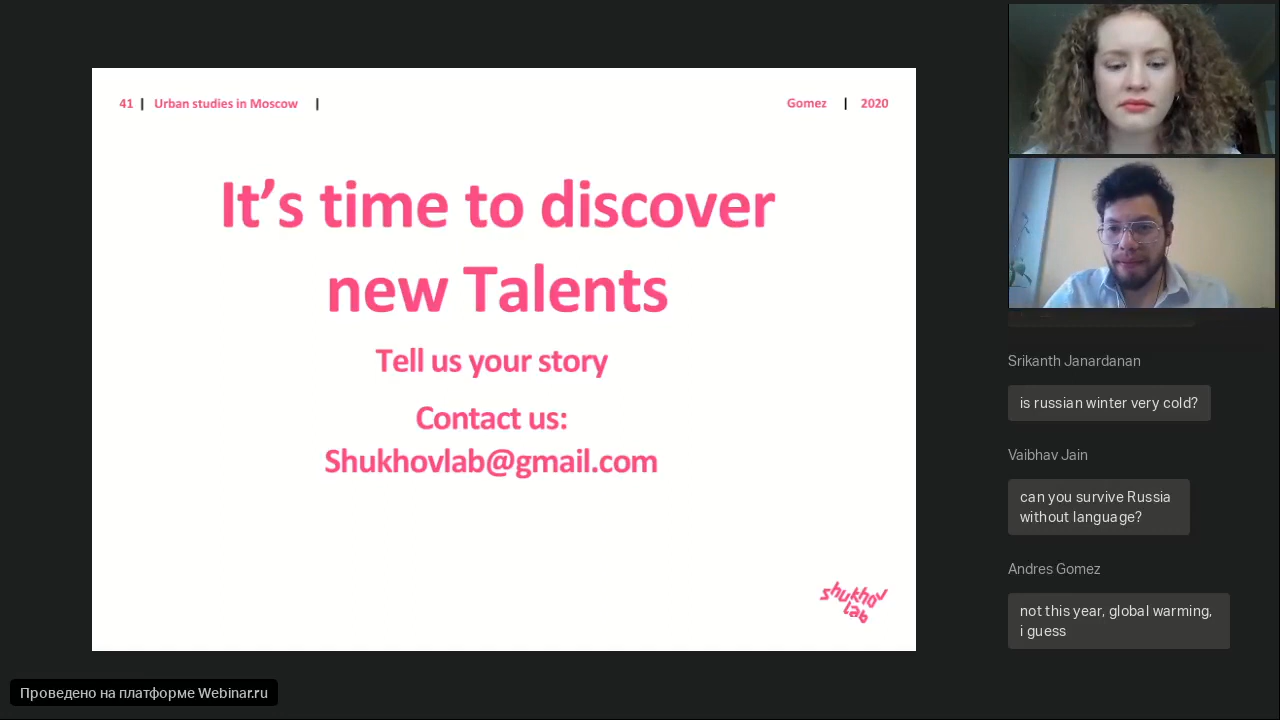 41 | Urban studies in Moscow |
Gomez | 2020
It's time to discover
new Talents
Tell us your story
Contact us:
Shukhovlab@gmail.com
shukhov
lab
Srikanth Janardanan
is russian winter very cold?
Vaibhav Jain
can you survive Russia
without language?
Andres Gomez
not this year, global warming,
i guess
Проведено на платформе Webinar.ru